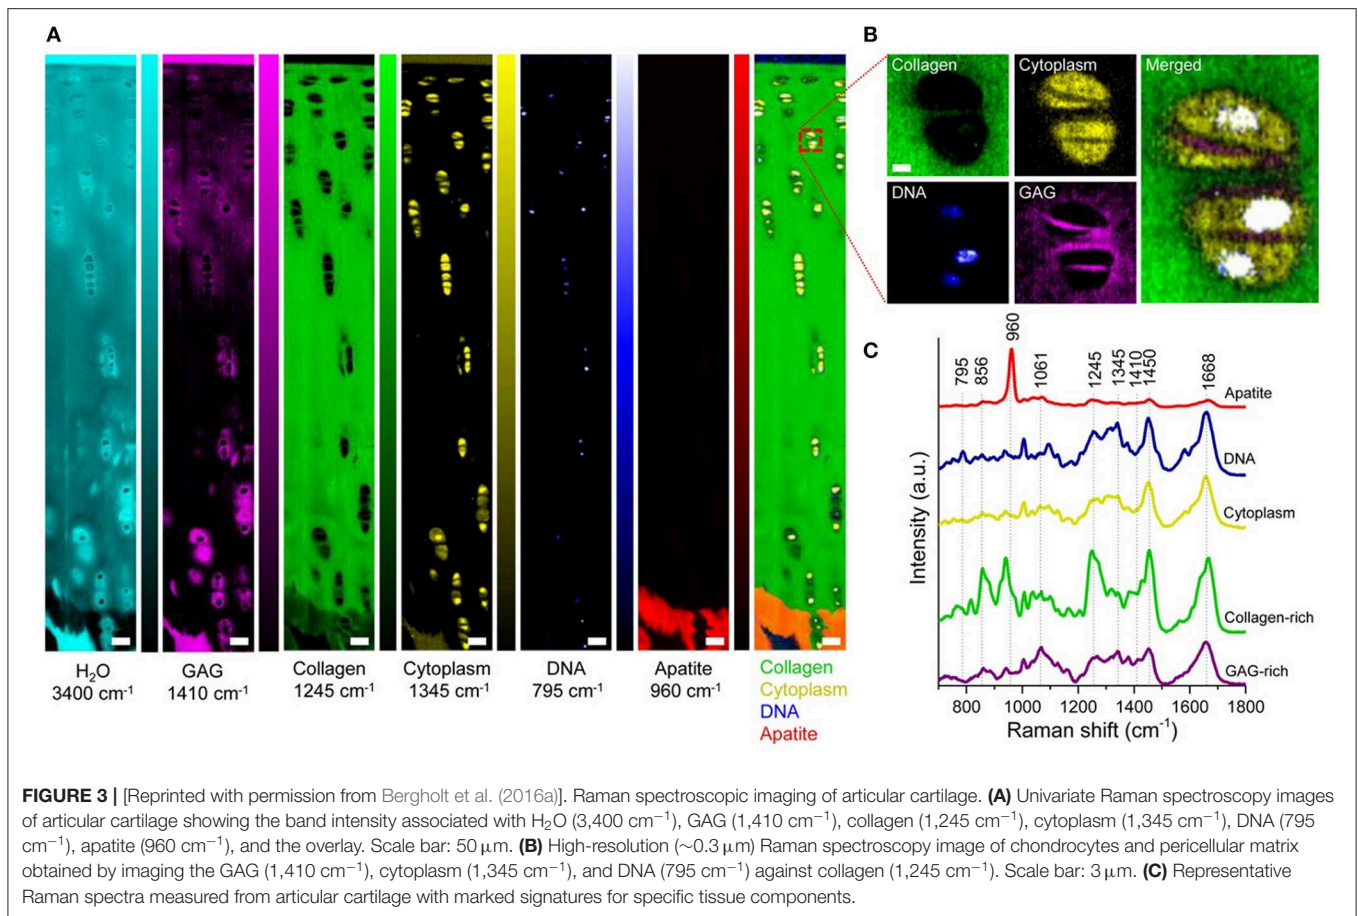 A
B
Collagen
Cytoplasm
Merged
DNA
GAG
H₂O
3400 cm⁻¹
GAG
1410 cm⁻¹
Collagen
1245 cm⁻¹
Cytoplasm
1345 cm⁻¹
DNA
795 cm⁻¹
Apatite
960 cm⁻¹
Collagen
Cytoplasm
DNA
Apatite
C
795
856
960
1061
1245
1345
1410
1450
1668
Apatite
DNA
Cytoplasm
Collagen-rich
GAG-rich
Intensity (a.u.)
800 1000 1200 1400 1600 1800
Raman shift (cm⁻¹)
FIGURE 3 | [Reprinted with permission from Bergholt et al. (2016a)]. Raman spectroscopic imaging of articular cartilage. (A) Univariate Raman spectroscopy images
of articular cartilage showing the band intensity associated with H₂O (3,400 cm⁻¹), GAG (1,410 cm⁻¹), collagen (1,245 cm⁻¹), cytoplasm (1,345 cm⁻¹), DNA (795
cm⁻¹), apatite (960 cm⁻¹), and the overlay. Scale bar: 50 μm. (B) High-resolution (~0.3 μm) Raman spectroscopy image of chondrocytes and pericellular matrix
obtained by imaging the GAG (1,410 cm⁻¹), cytoplasm (1,345 cm⁻¹), and DNA (795 cm⁻¹) against collagen (1,245 cm⁻¹). Scale bar: 3 μm. (C) Representative
Raman spectra measured from articular cartilage with marked signatures for specific tissue components.